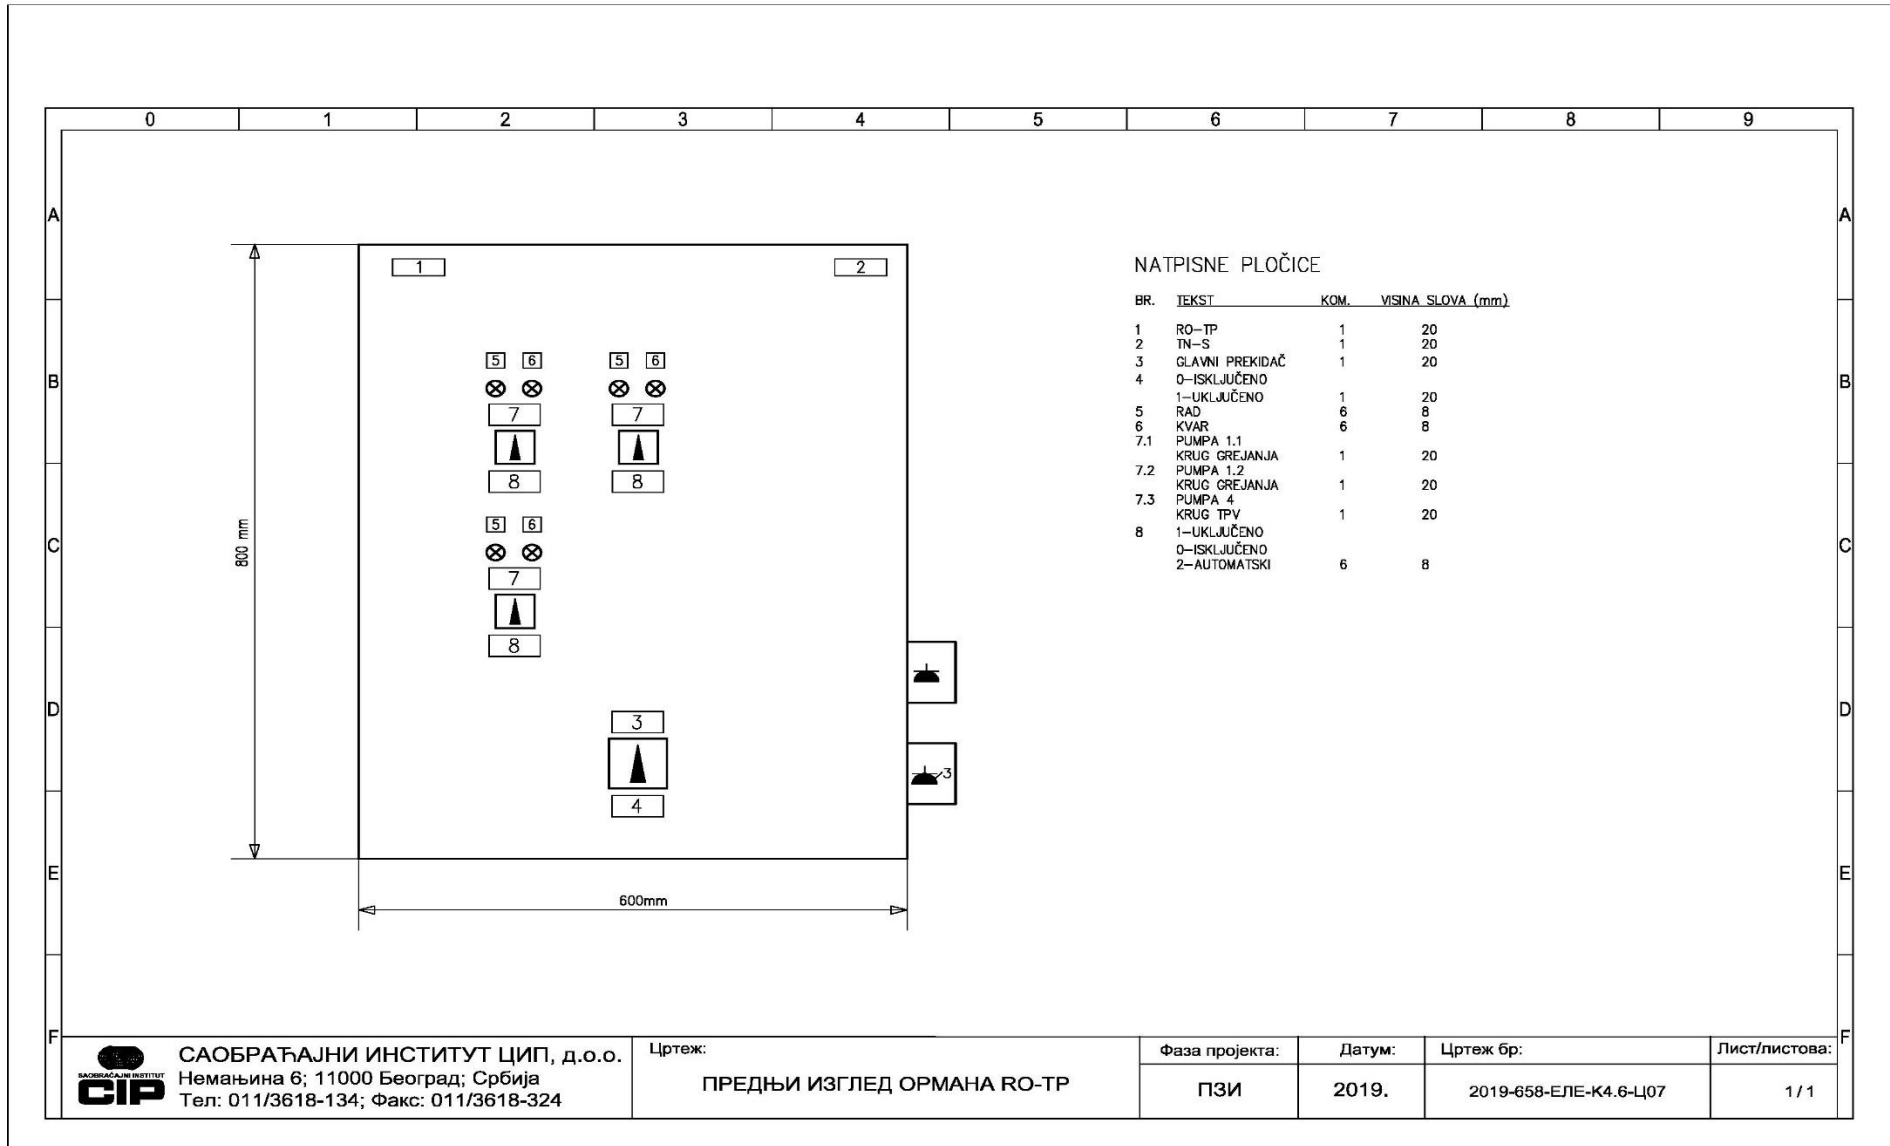 0 1 2 3 4 5 6 7 8 9
A A
B B
C C
D D
E E
F F
1 2
5 6 5 6
7 7
8 8
5 6
7
8
3
4
3
800 mm
600mm
NATPISNE PLOČICE
BR. TEKST KOM. VISINA SLOVA (mm)
1 RO-TP 1 20
2 TN-S 1 20
3 GLAVNI PREKIDAČ 1 20
4 0-ISKLJUČENO
1-UKLJUČENO 1 20
5 RAD 6 8
6 KVAR 6 8
7.1 PUMPA 1.1
KRUG GREJANJA 1 20
7.2 PUMPA 1.2
KRUG GREJANJA 1 20
7.3 PUMPA 4
KRUG TPV 1 20
8 1-UKLJUČENO
0-ISKLJUČENO
2-AUTOMATSKI 6 8
SAOBRAĆAJNI INSTITUT
CIP
САОБРАЋАЈНИ ИНСТИТУТ ЦИП, д.о.о.
Немањина 6; 11000 Београд; Србија
Тел: 011/3618-134; Факс: 011/3618-324
Цртеж:
ПРЕДЊИ ИЗГЛЕД ОРМАНА RO-TP
Фаза пројекта:
ПЗИ
Датум:
2019.
Цртеж бр:
2019-658-ЕЛЕ-К4.6-Ц07
Лист/листова:
1/1